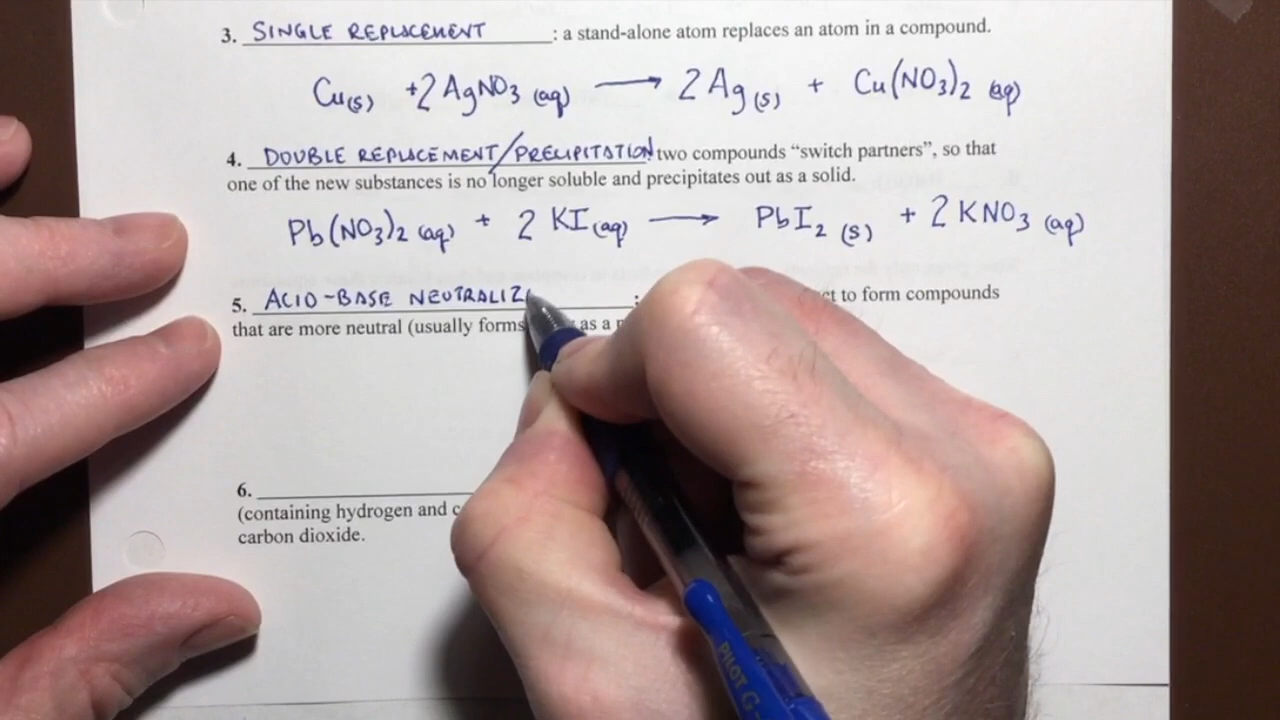 3. SINGLE REPLACEMENT : a stand-alone atom replaces an atom in a compound.
Cu(s) + 2 AgNO3 (aq) → 2 Ag (s) + Cu(NO3)2 (aq)
4. DOUBLE REPLACEMENT/PRECIPITATION two compounds “switch partners”, so that
one of the new substances is no longer soluble and precipitates out as a solid.
Pb(NO3)2 (aq) + 2 KI (aq) → PbI2 (s) + 2 KNO3 (aq)
5. ACID-BASE NEUTRALIZ : to form compounds
that are more neutral (usually forms as a
6.
(containing hydrogen and
carbon dioxide.
PILOT G-